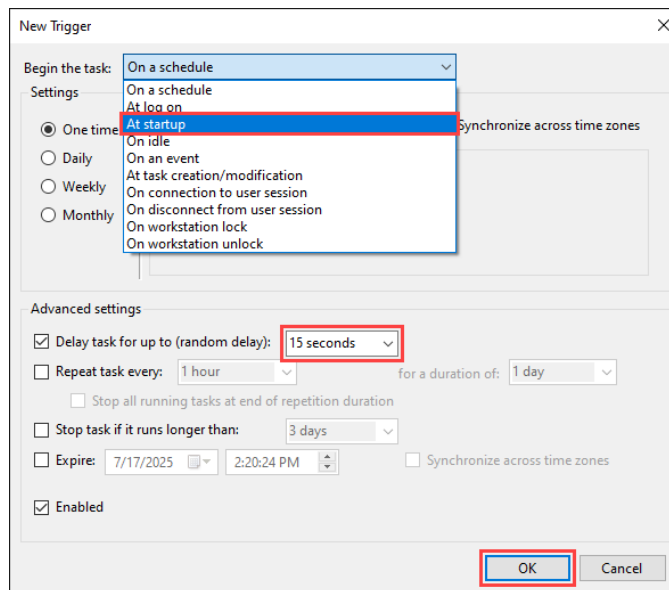 New Trigger
Begin the task: On a schedule
Settings
On a schedule
At log on
One time
At startup
Synchronize across time zones
On idle
Daily
On an event
At task creation/modification
Weekly
On connection to user session
On disconnect from user session
Monthly
On workstation lock
On workstation unlock
Advanced settings
Delay task for up to (random delay): 15 seconds
Repeat task every: 1 hour for a duration of: 1 day
Stop all running tasks at end of repetition duration
Stop task if it runs longer than: 3 days
Expire: 7/17/2025 2:20:24 PM Synchronize across time zones
Enabled
OK Cancel